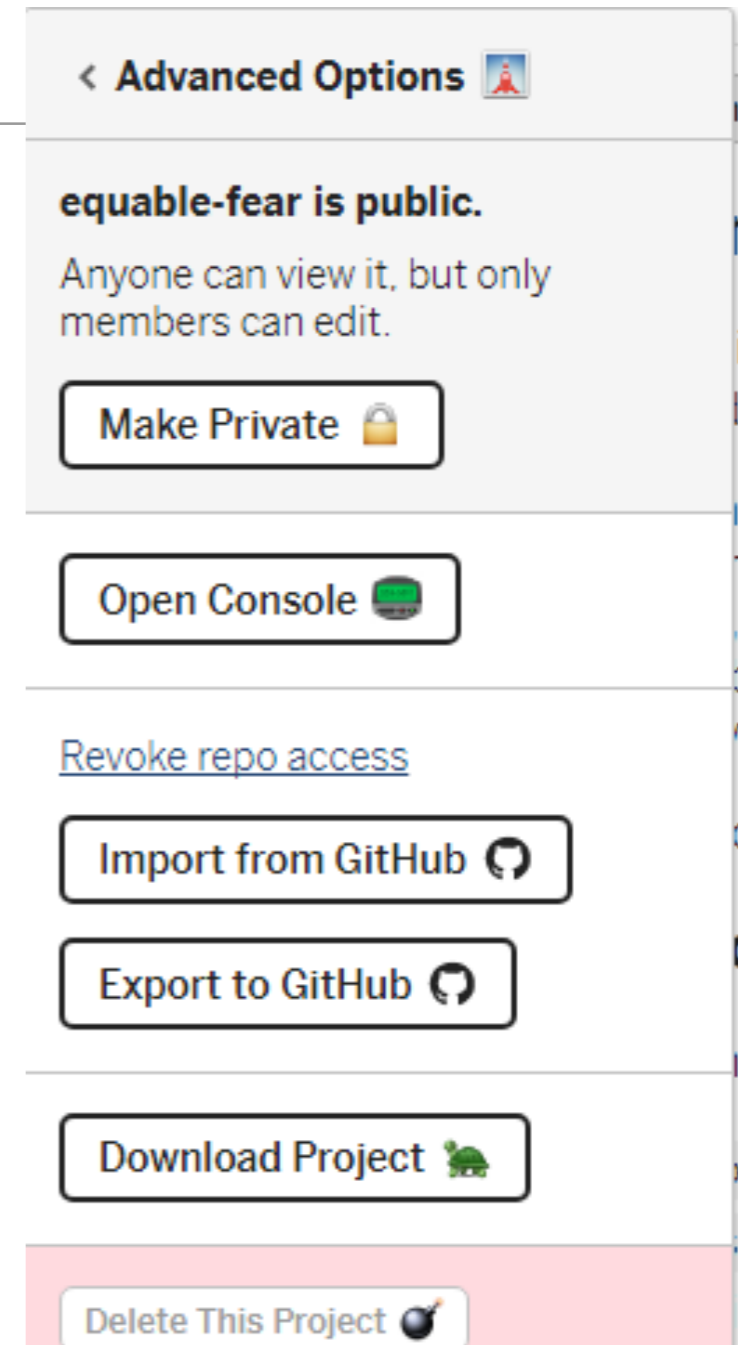 Advanced Options
equable-fear is public.
Anyone can view it, but only
members can edit.
Make Private
Open Console
Revoke repo access
Import from GitHub
Export to GitHub
Download Project
Delete This Project